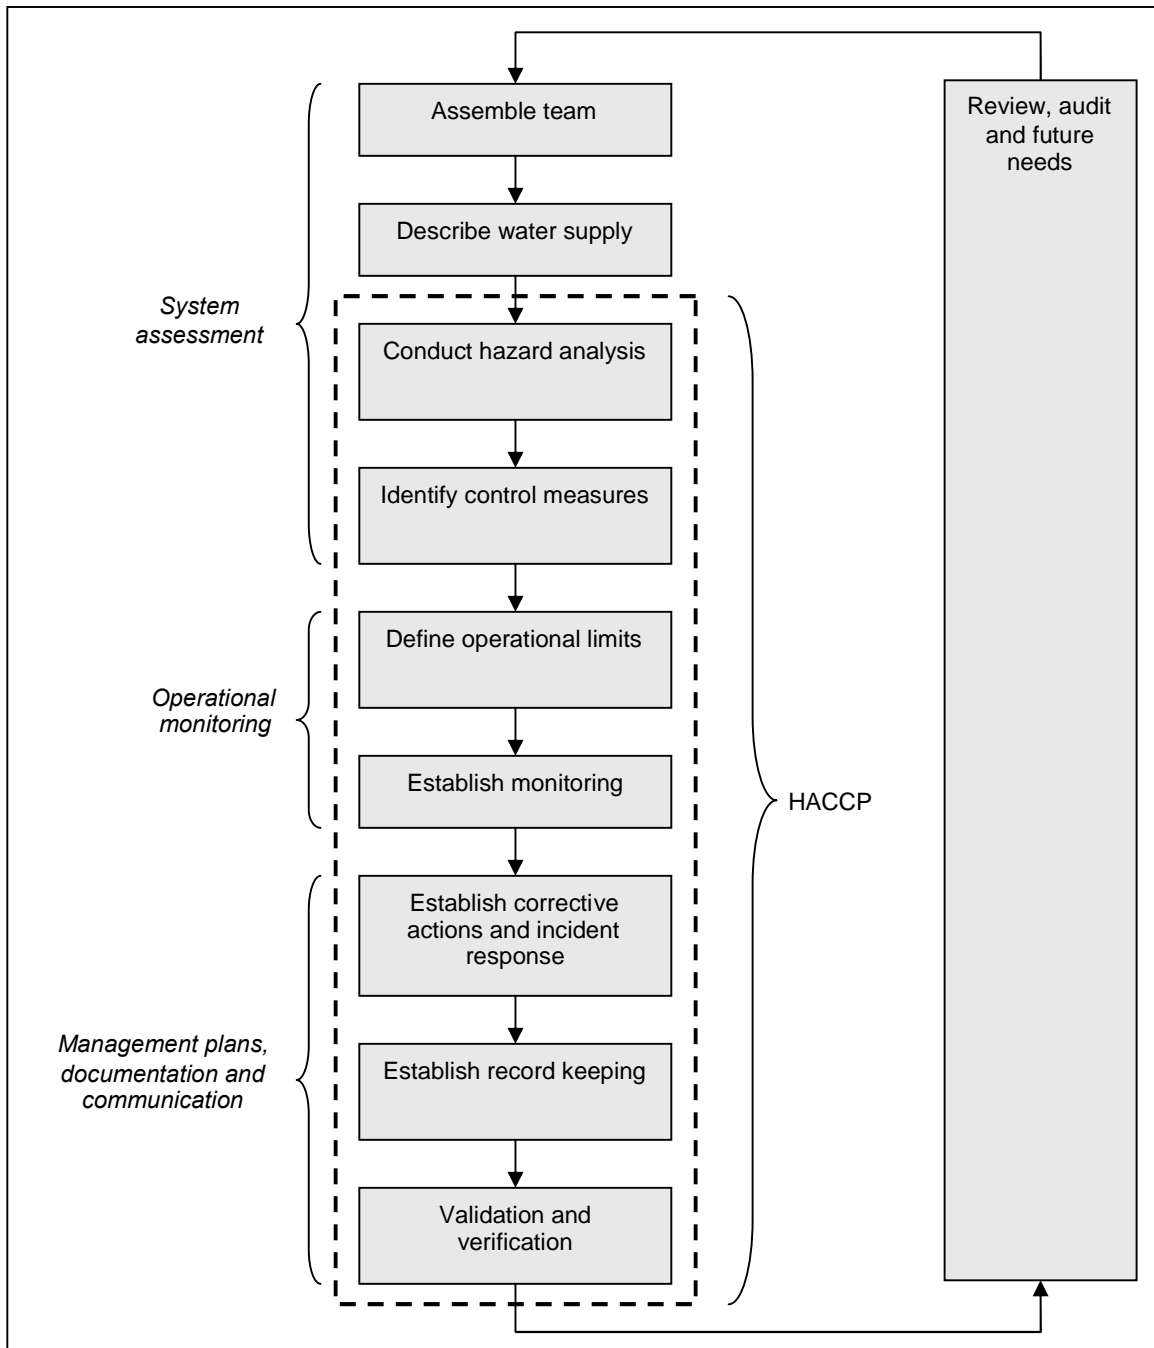 Assemble team
Review, audit
and future
needs
Describe water supply
System
assessment
Conduct hazard analysis
Identify control measures
Define operational limits
Operational
monitoring
Establish monitoring
HACCP
Establish corrective
actions and incident
response
Management plans,
documentation and
communication
Establish record keeping
Validation and
verification